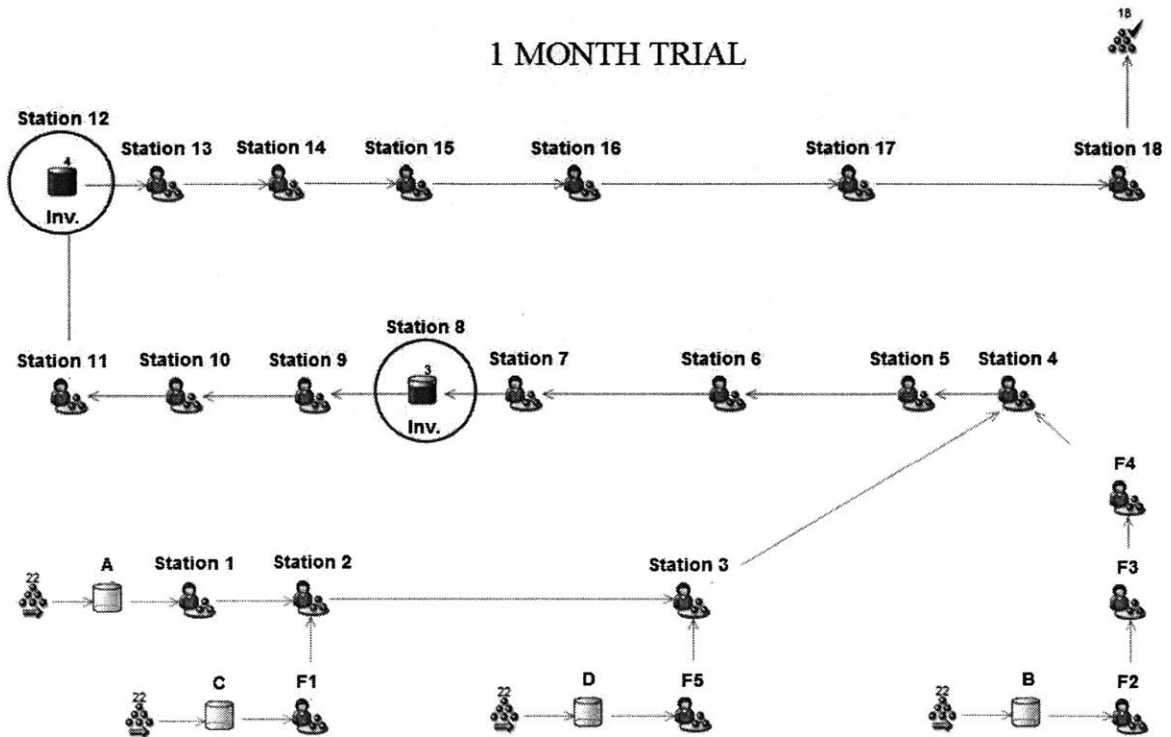 18
1 MONTH TRIAL
Station 12
4
Inv.
Station 13
Station 14
Station 15
Station 16
Station 17
Station 18
Station 11
Station 10
Station 9
Station 8
3
Inv.
Station 7
Station 6
Station 5
Station 4
F4
22
A
Station 1
Station 2
Station 3
F3
22
C
F1
22
D
F5
22
B
F2